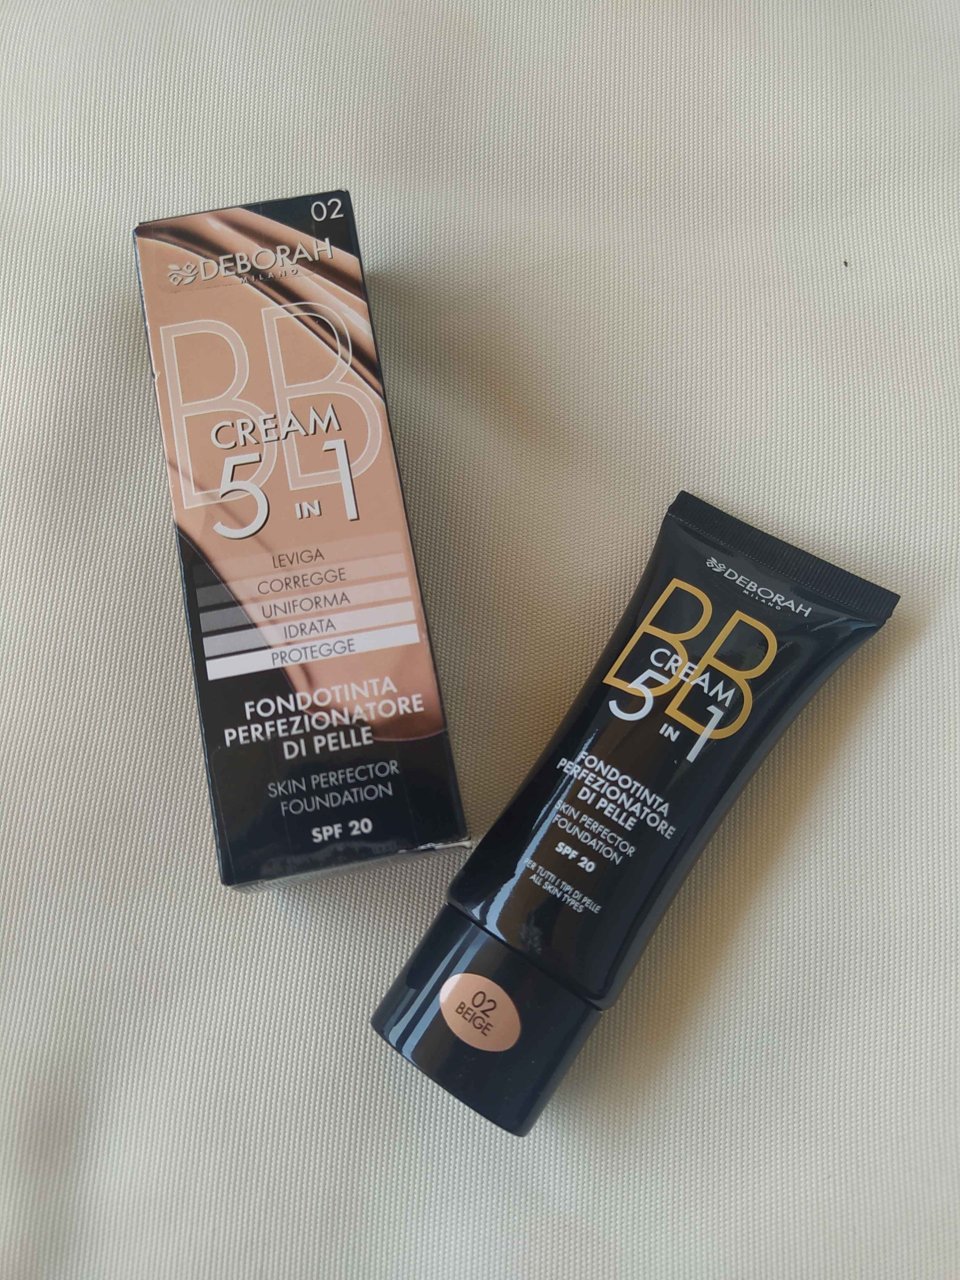 02
DEBORAH
MILANO
BB
CREAM
5 IN 1
LEVIGA
CORREGGE
UNIFORMA
IDRATA
PROTEGGE
FONDOTINTA
PERFEZIONATORE
DI PELLE
SKIN PERFECTOR
FOUNDATION
SPF 20
DEBORAH
MILANO
BB
CREAM
5 IN 1
FONDOTINTA
PERFEZIONATORE
DI PELLE
SKIN PERFECTOR
FOUNDATION
SPF 20
PER TUTTI I TIPI DI PELLE
ALL SKIN TYPES
02
BEIGE